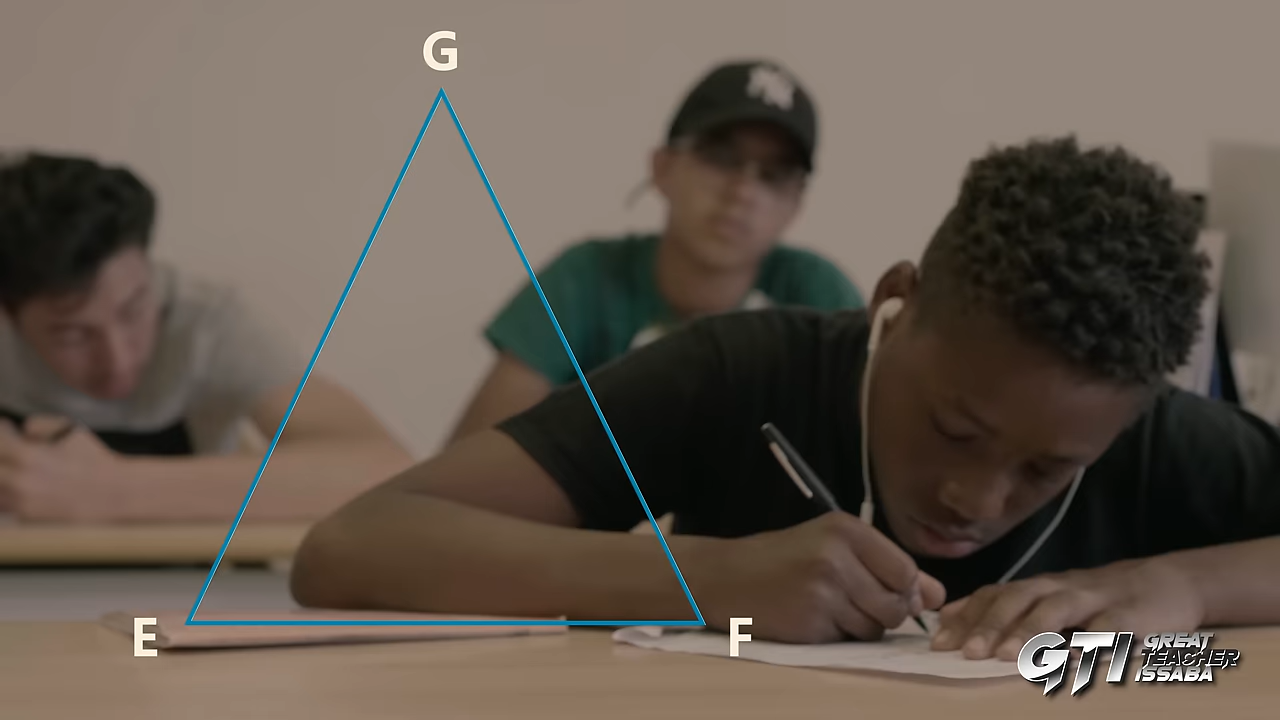 G
E
F
GTI GREAT
TEACHER
ISSABA